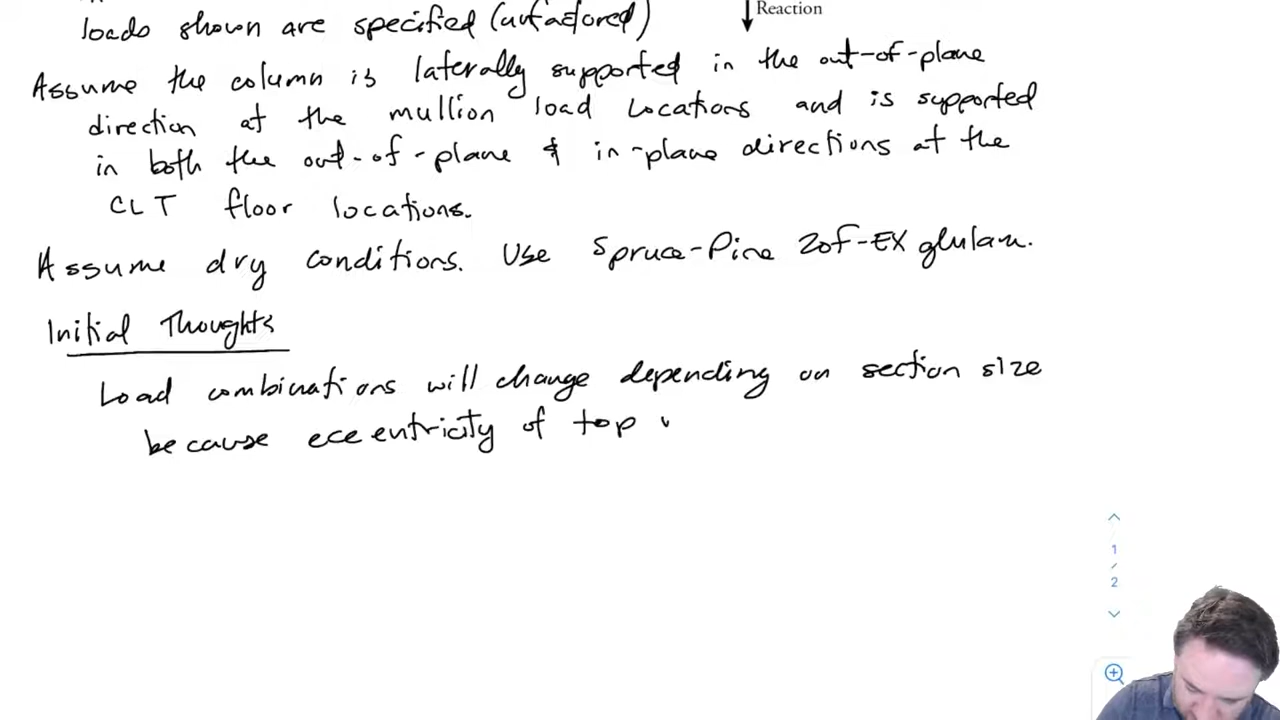 Reaction
loads shown are specified (unfactored)
Assume the column is laterally supported in the out-of-plane
direction at the mullion load locations and is supported
in both the out-of-plane & in-plane directions at the
CLT floor locations.
Assume dry conditions. Use Spruce-Pine 20f-EX glulam.
Initial Thoughts
Load combinations will change depending on section size
because eccentricity of top
1
/
2